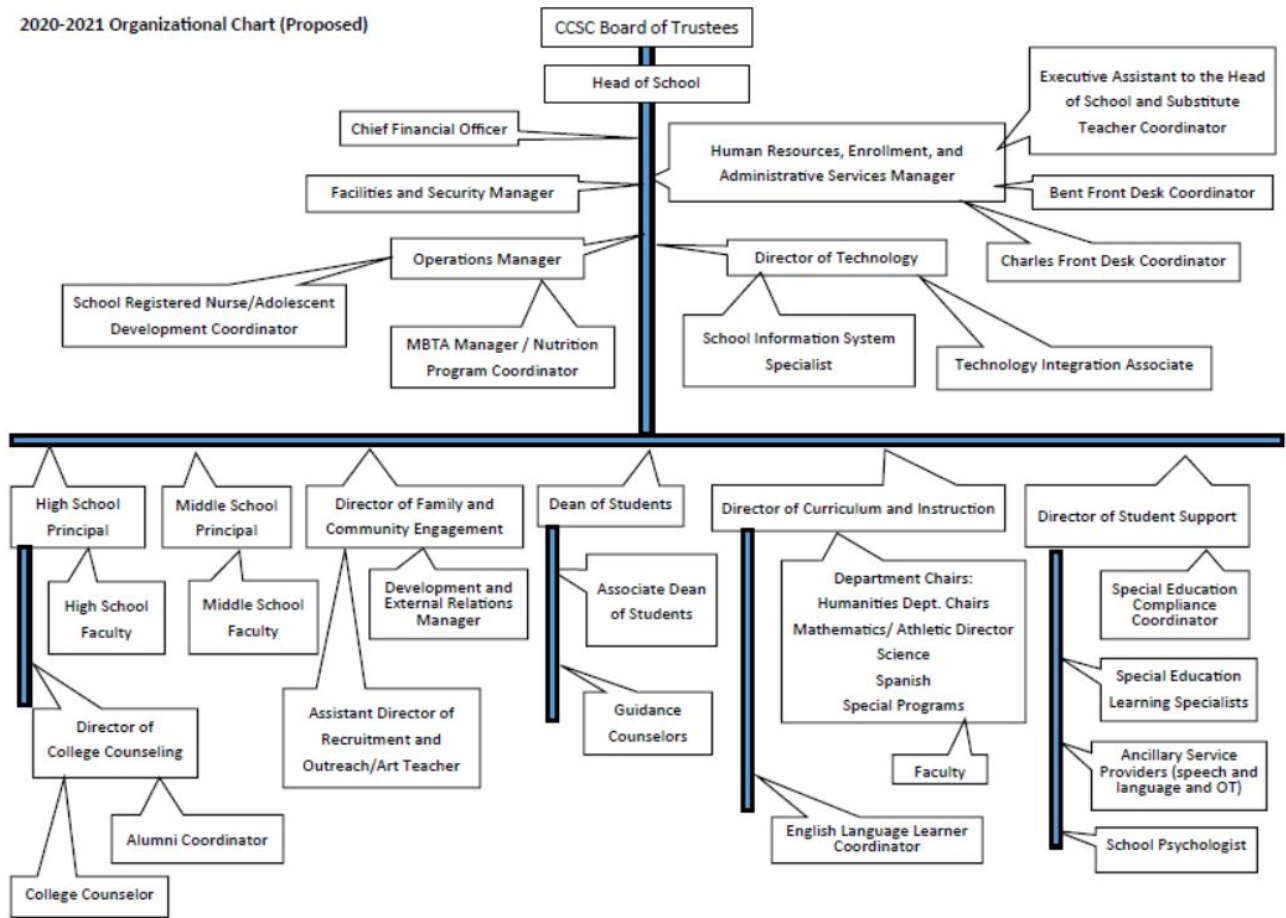 2020-2021 Organizational Chart (Proposed)
CCSC Board of Trustees
Head of School
Executive Assistant to the Head
of School and Substitute
Teacher Coordinator
Chief Financial Officer
Human Resources, Enrollment, and
Administrative Services Manager
Facilities and Security Manager
Bent Front Desk Coordinator
Operations Manager
Director of Technology
Charles Front Desk Coordinator
School Registered Nurse/Adolescent
Development Coordinator
MBTA Manager / Nutrition
Program Coordinator
School Information System
Specialist
Technology Integration Associate
High School
Principal
Middle School
Principal
Director of Family and
Community Engagement
Dean of Students
Director of Curriculum and Instruction
Director of Student Support
High School
Faculty
Middle School
Faculty
Development and
External Relations
Manager
Associate Dean
of Students
Department Chairs:
Humanities Dept. Chairs
Mathematics/ Athletic Director
Science
Spanish
Special Programs
Special Education
Compliance
Coordinator
Special Education
Learning Specialists
Director of
College Counseling
Assistant Director of
Recruitment and
Outreach/Art Teacher
Guidance
Counselors
Faculty
Ancillary Service
Providers (speech and
language and OT)
Alumni Coordinator
English Language Learner
Coordinator
School Psychologist
College Counselor